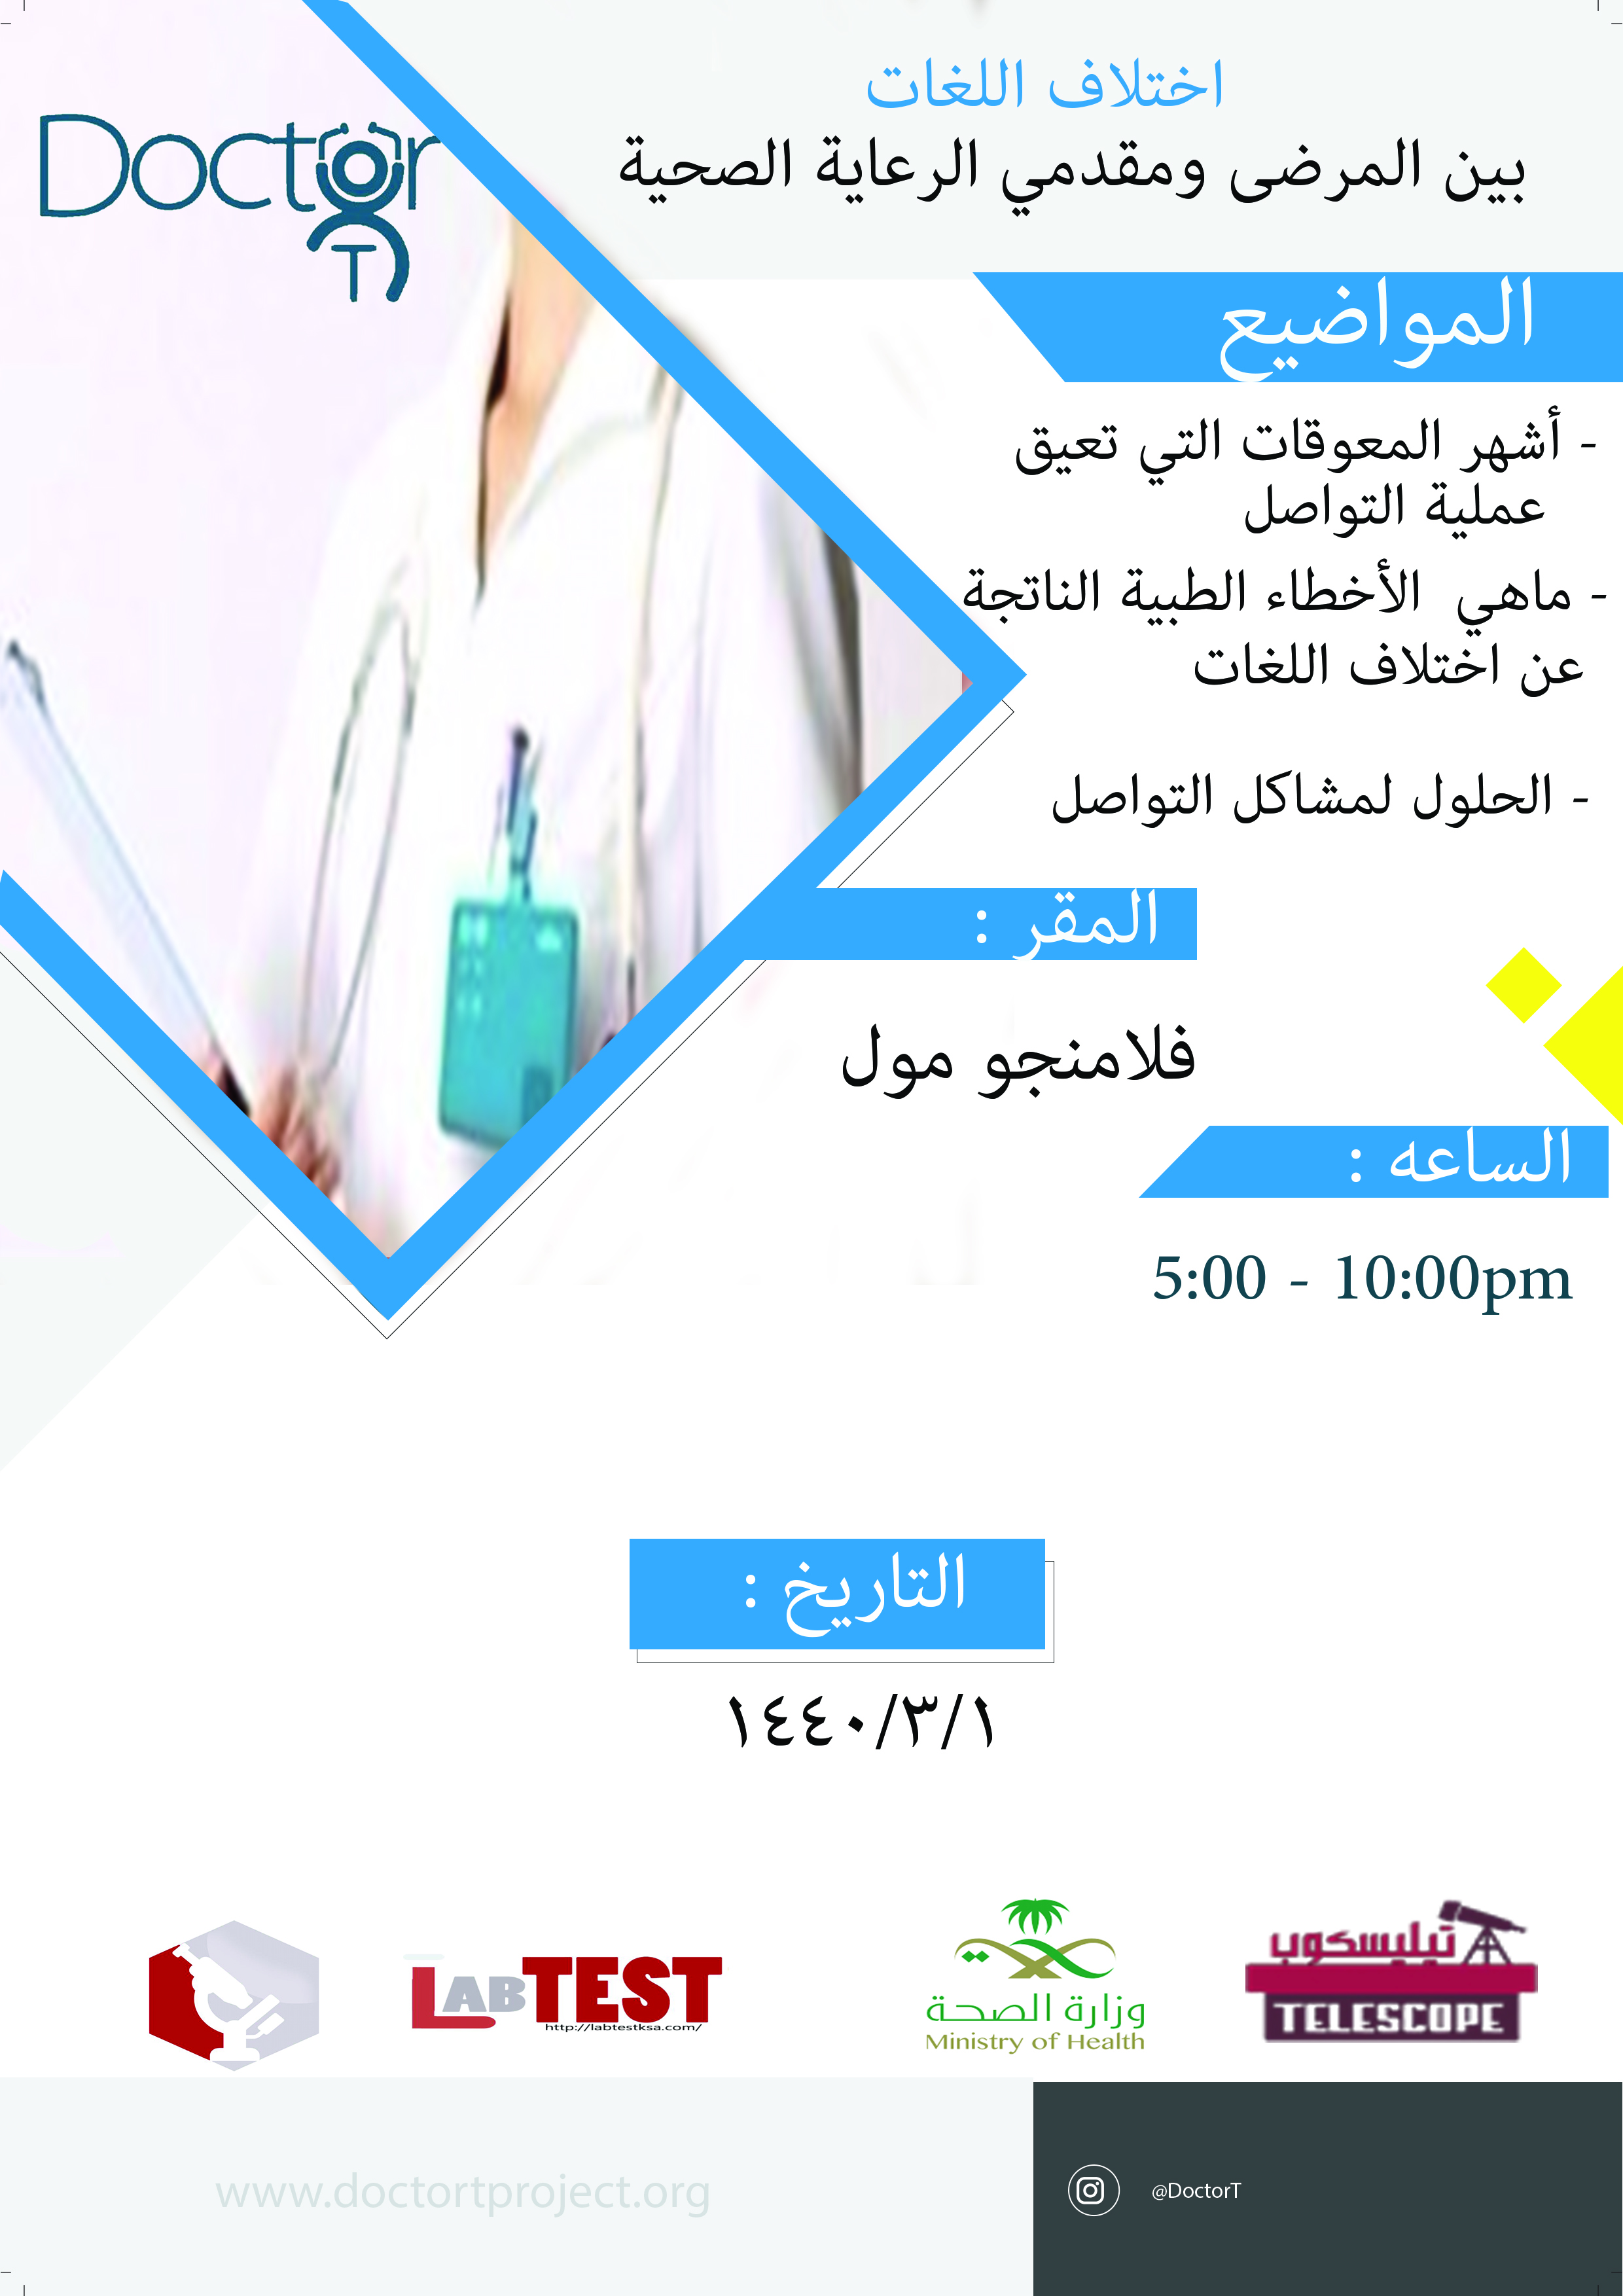 Doctor
T
اختلاف اللغات
بين المرضى ومقدمي الرعاية الصحية
المواضيع
- أشهر المعوقات التي تعيق
عملية التواصل
- ماهي الأخطاء الطبية الناتجة
عن اختلاف اللغات
- الحلول لمشاكل التواصل
المقر :
فلامنجو مول
الساعه :
5:00 - 10:00pm
التاريخ :
١٤٤٠/٣/١
تيليسكوب
TELESCOPE
وزارة الصحة
Ministry of Health
LABTEST
http://labtestksa.com/
www.doctortproject.org
@DoctorT